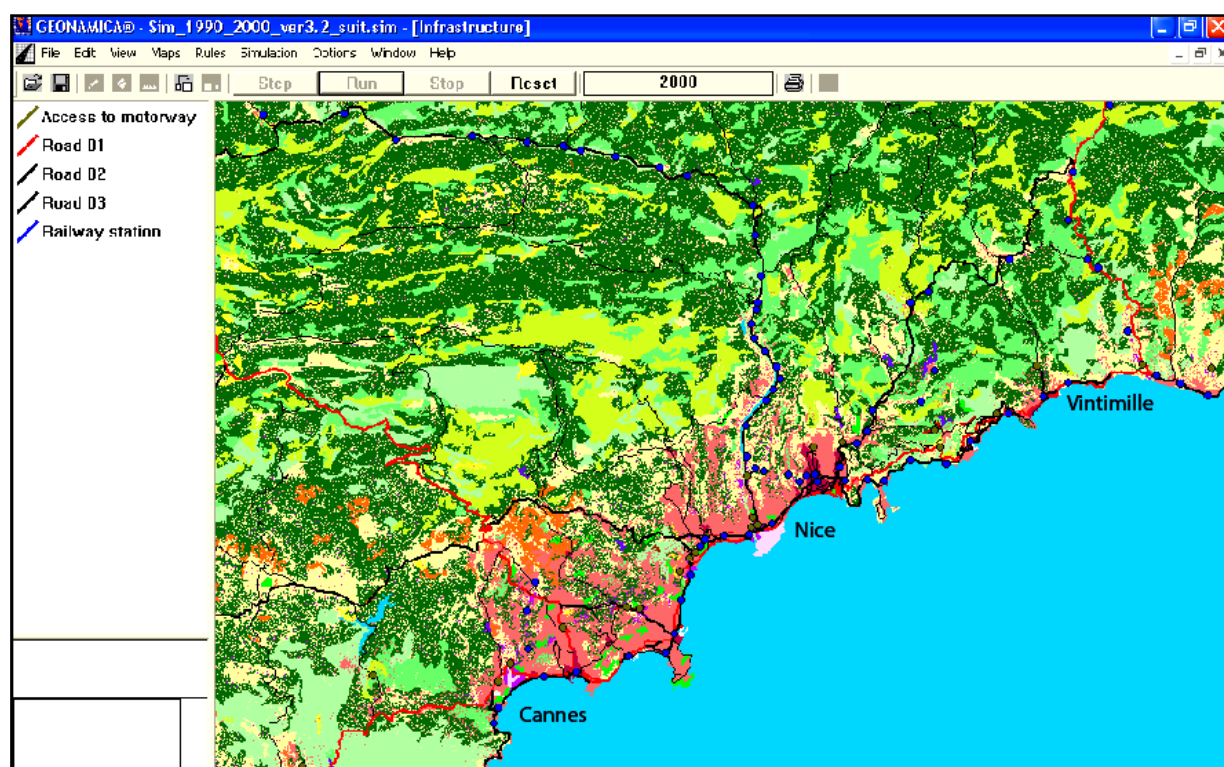 GEONAMICA® - Sim_1990_2000_ver3.2_suit.sim - [Infrastructure]
File Edit View Maps Rules Simulation Options Window Help
Step Run Stop Reset 2000
Access to motorway
Road 01
Road 02
Road 03
Railway station
Vintimille
Nice
Cannes